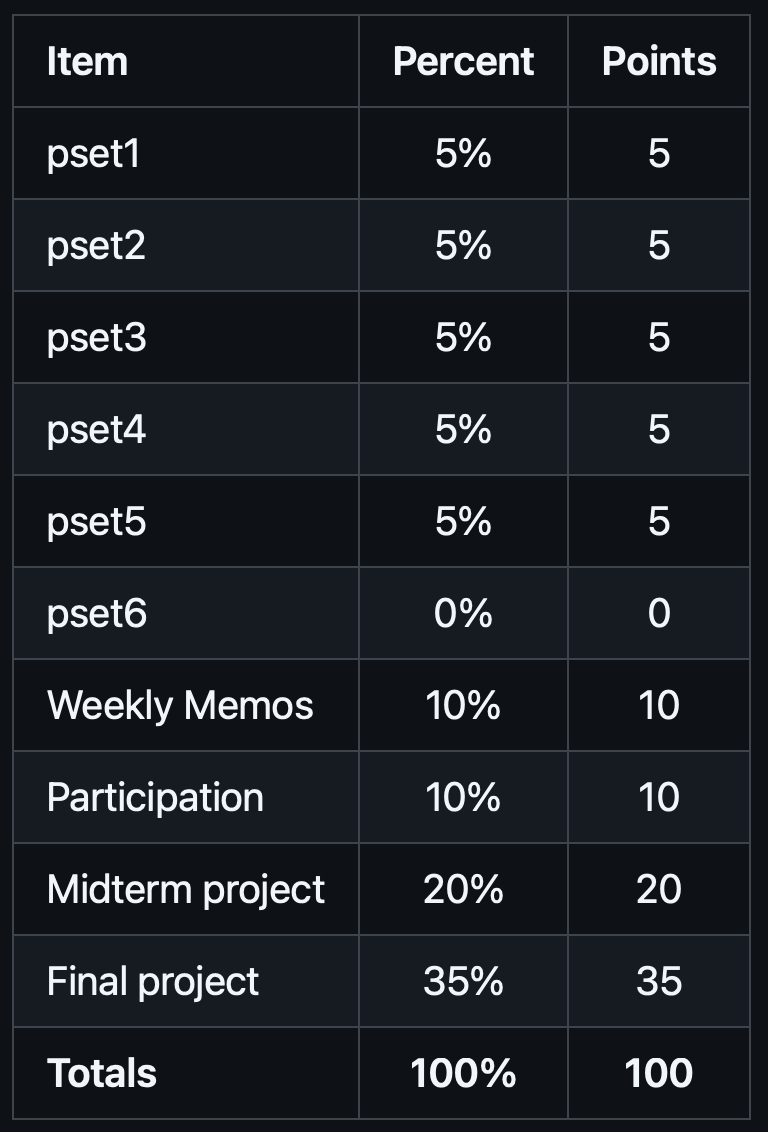 Item Percent Points
pset1 5% 5
pset2 5% 5
pset3 5% 5
pset4 5% 5
pset5 5% 5
pset6 0% 0
Weekly Memos 10% 10
Participation 10% 10
Midterm project 20% 20
Final project 35% 35
Totals 100% 100